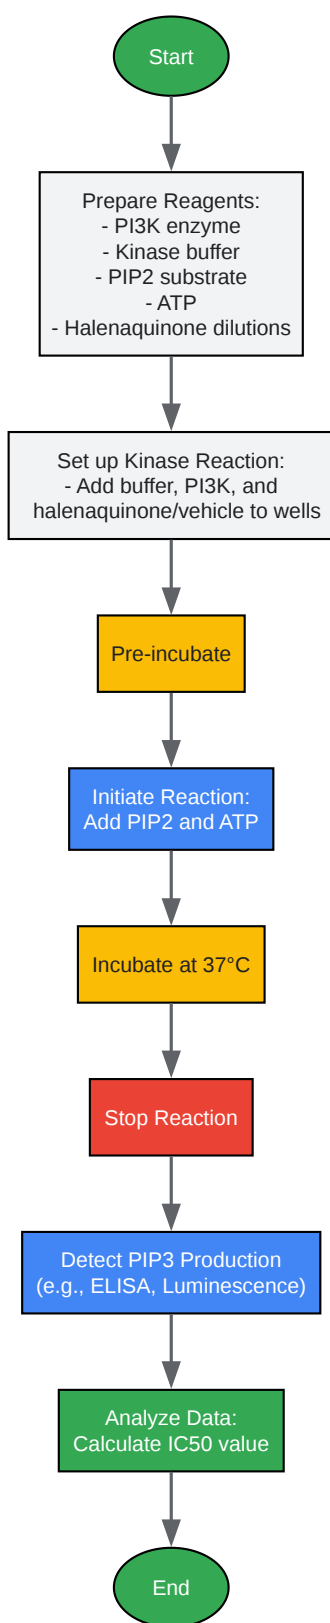 Start
Prepare Reagents:
- PI3K enzyme
- Kinase buffer
- PIP2 substrate
- ATP
- Halenaquinone dilutions
Set up Kinase Reaction:
- Add buffer, PI3K, and
halenaquinone/vehicle to wells
Pre-incubate
Initiate Reaction:
Add PIP2 and ATP
Incubate at 37°C
Stop Reaction
Detect PIP3 Production
(e.g., ELISA, Luminescence)
Analyze Data:
Calculate IC50 value
End